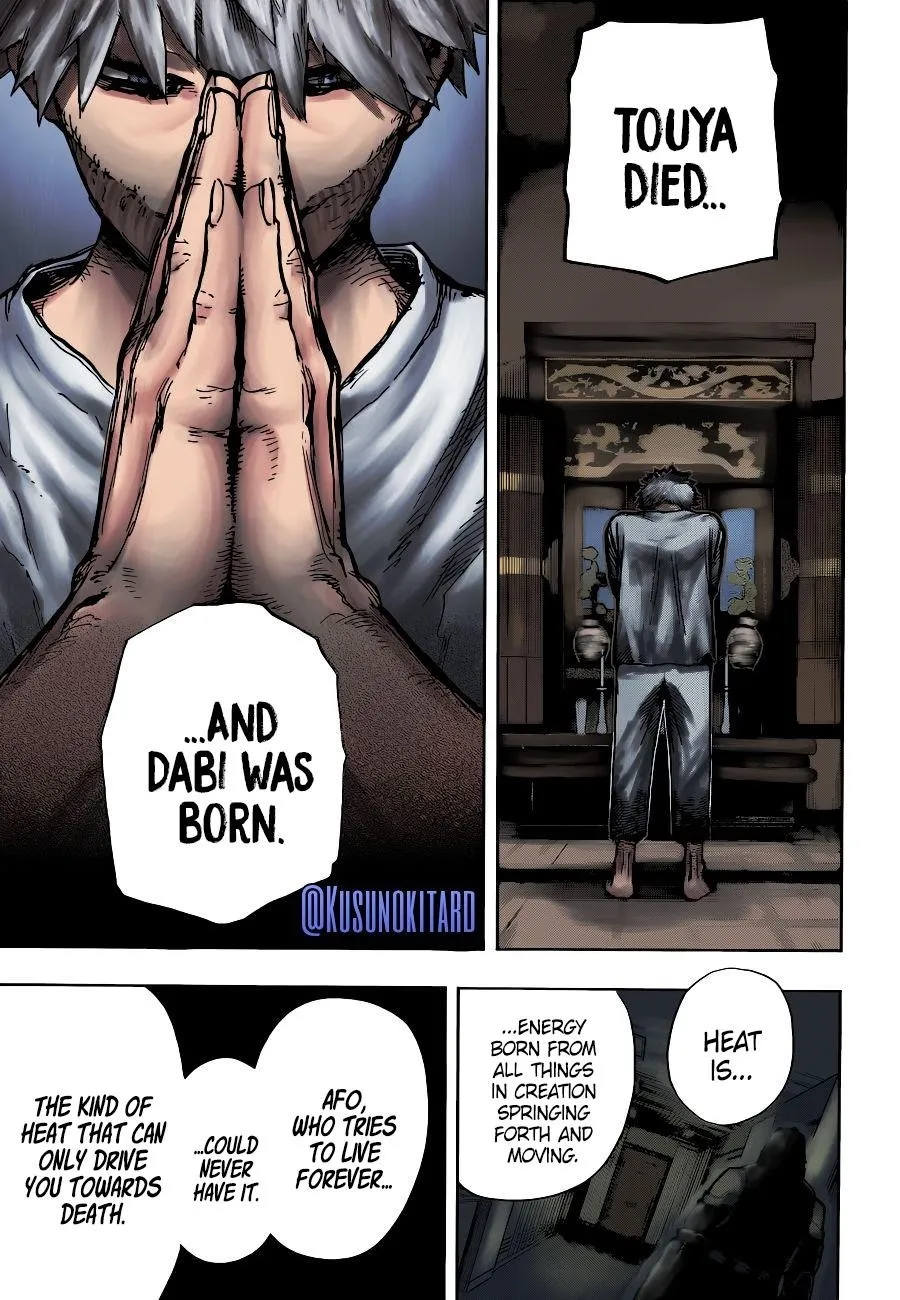 TOUYA
DIED...
...AND
DABI WAS
BORN.
@KUSUNOKITARD
HEAT
IS...
...ENERGY
BORN FROM
ALL THINGS
IN CREATION
SPRINGING
FORTH AND
MOVING.
AFO,
WHO TRIES
TO LIVE
FOREVER...
...COULD
NEVER
HAVE IT.
THE KIND OF
HEAT THAT CAN
ONLY DRIVE
YOU TOWARDS
DEATH.